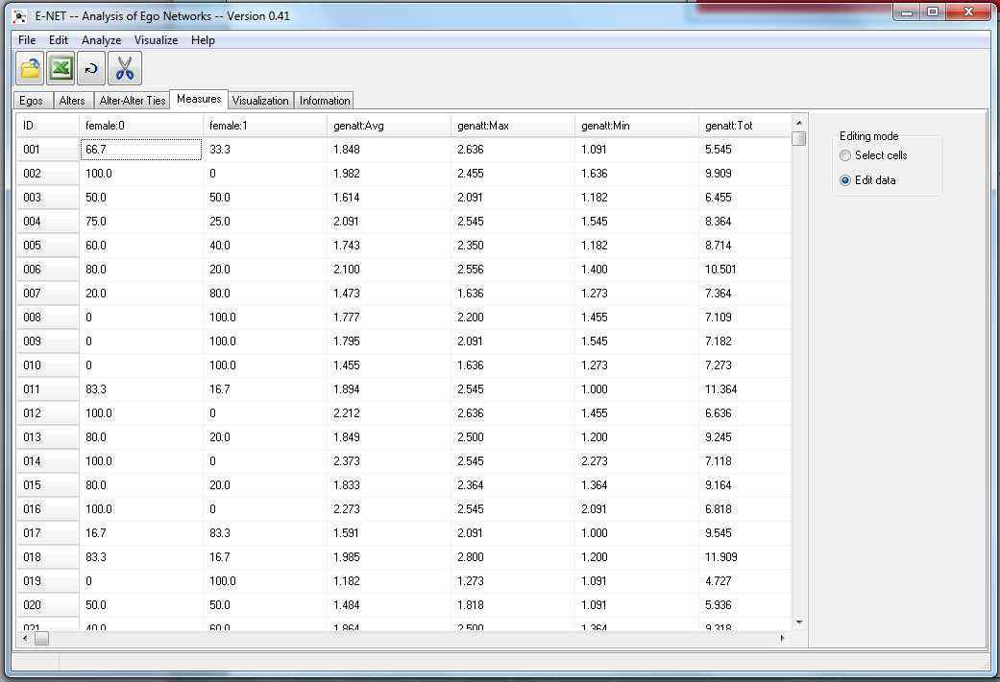 E-NET -- Analysis of Ego Networks -- Version 0.41
File Edit Analyze Visualize Help
Egos Alters Alter-Alter Ties Measures Visualization Information
ID female:0 female:1 genatt:Avg genatt:Max genatt:Min genatt:Tot
001 66.7 33.3 1.848 2.636 1.091 5.545
002 100.0 0 1.982 2.455 1.636 9.909
003 50.0 50.0 1.614 2.091 1.182 6.455
004 75.0 25.0 2.091 2.545 1.545 8.364
005 60.0 40.0 1.743 2.350 1.182 8.714
006 80.0 20.0 2.100 2.556 1.400 10.501
007 20.0 80.0 1.473 1.636 1.273 7.364
008 0 100.0 1.777 2.200 1.455 7.109
009 0 100.0 1.795 2.091 1.545 7.182
010 0 100.0 1.455 1.636 1.273 7.273
011 83.3 16.7 1.894 2.545 1.000 11.364
012 100.0 0 2.212 2.636 1.455 6.636
013 80.0 20.0 1.849 2.500 1.200 9.245
014 100.0 0 2.373 2.545 2.273 7.118
015 80.0 20.0 1.833 2.364 1.364 9.164
016 100.0 0 2.273 2.545 2.091 6.818
017 16.7 83.3 1.591 2.091 1.000 9.545
018 83.3 16.7 1.985 2.800 1.200 11.909
019 0 100.0 1.182 1.273 1.091 4.727
020 50.0 50.0 1.484 1.818 1.091 5.936
021 40.0 60.0 1.864 2.500 1.364 9.318
Editing mode
Select cells
Edit data